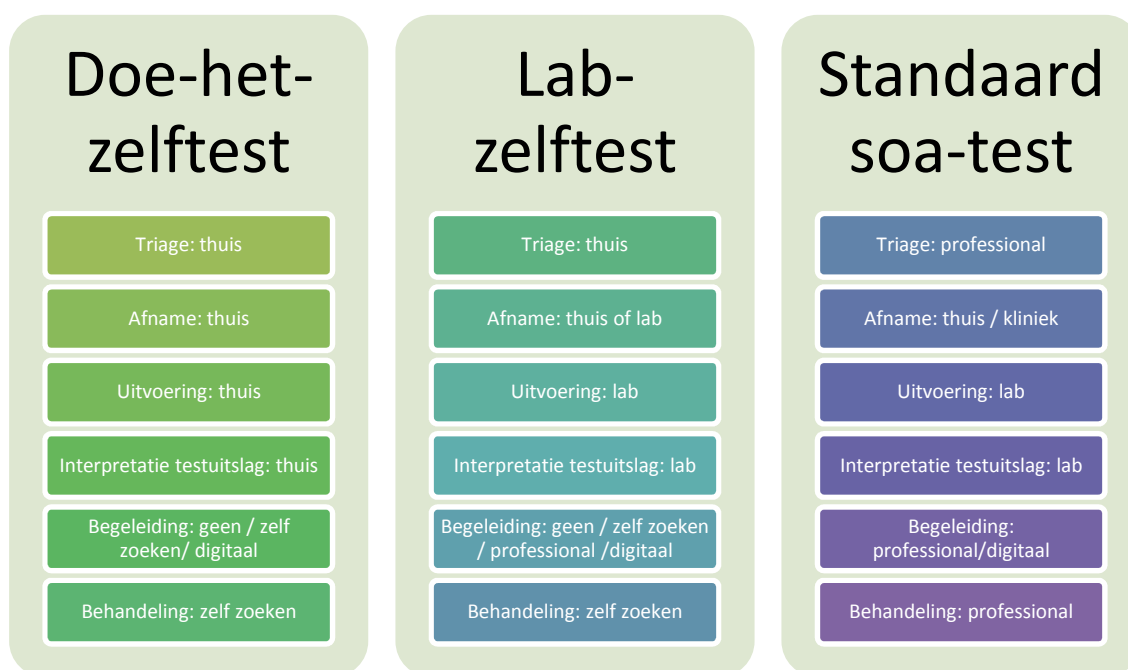 Doe-het-
zelftest
Triage: thuis
Afname: thuis
Uitvoering: thuis
Interpretatie testuitslag: thuis
Begeleiding: geen / zelf
zoeken/ digitaal
Behandeling: zelf zoeken
Lab-
zelftest
Triage: thuis
Afname: thuis of lab
Uitvoering: lab
Interpretatie testuitslag: lab
Begeleiding: geen / zelf zoeken
/ professional /digitaal
Behandeling: zelf zoeken
Standaard
soa-test
Triage: professional
Afname: thuis / kliniek
Uitvoering: lab
Interpretatie testuitslag: lab
Begeleiding:
professional/digitaal
Behandeling: professional